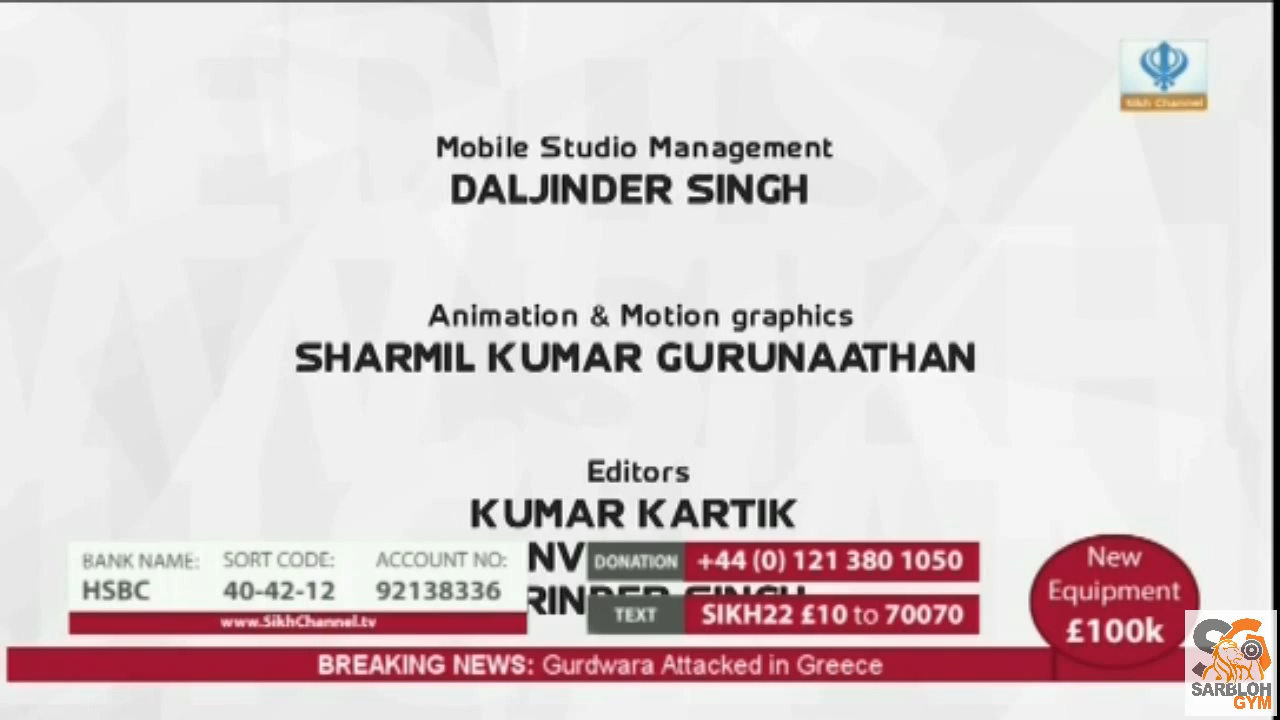 Sikh Channel
Mobile Studio Management
DALJINDER SINGH
Animation & Motion graphics
SHARMIL KUMAR GURUNAATHAN
Editors
KUMAR KARTIK
BANK NAME: SORT CODE: ACCOUNT NO:
HSBC 40-42-12 92138336
www.SikhChannel.tv
DONATION +44 (0) 121 380 1050
TEXT SIKH22 £10 to 70070
New
Equipment
£100k
BREAKING NEWS: Gurdwara Attacked in Greece
SG
SARBLOH
GYM